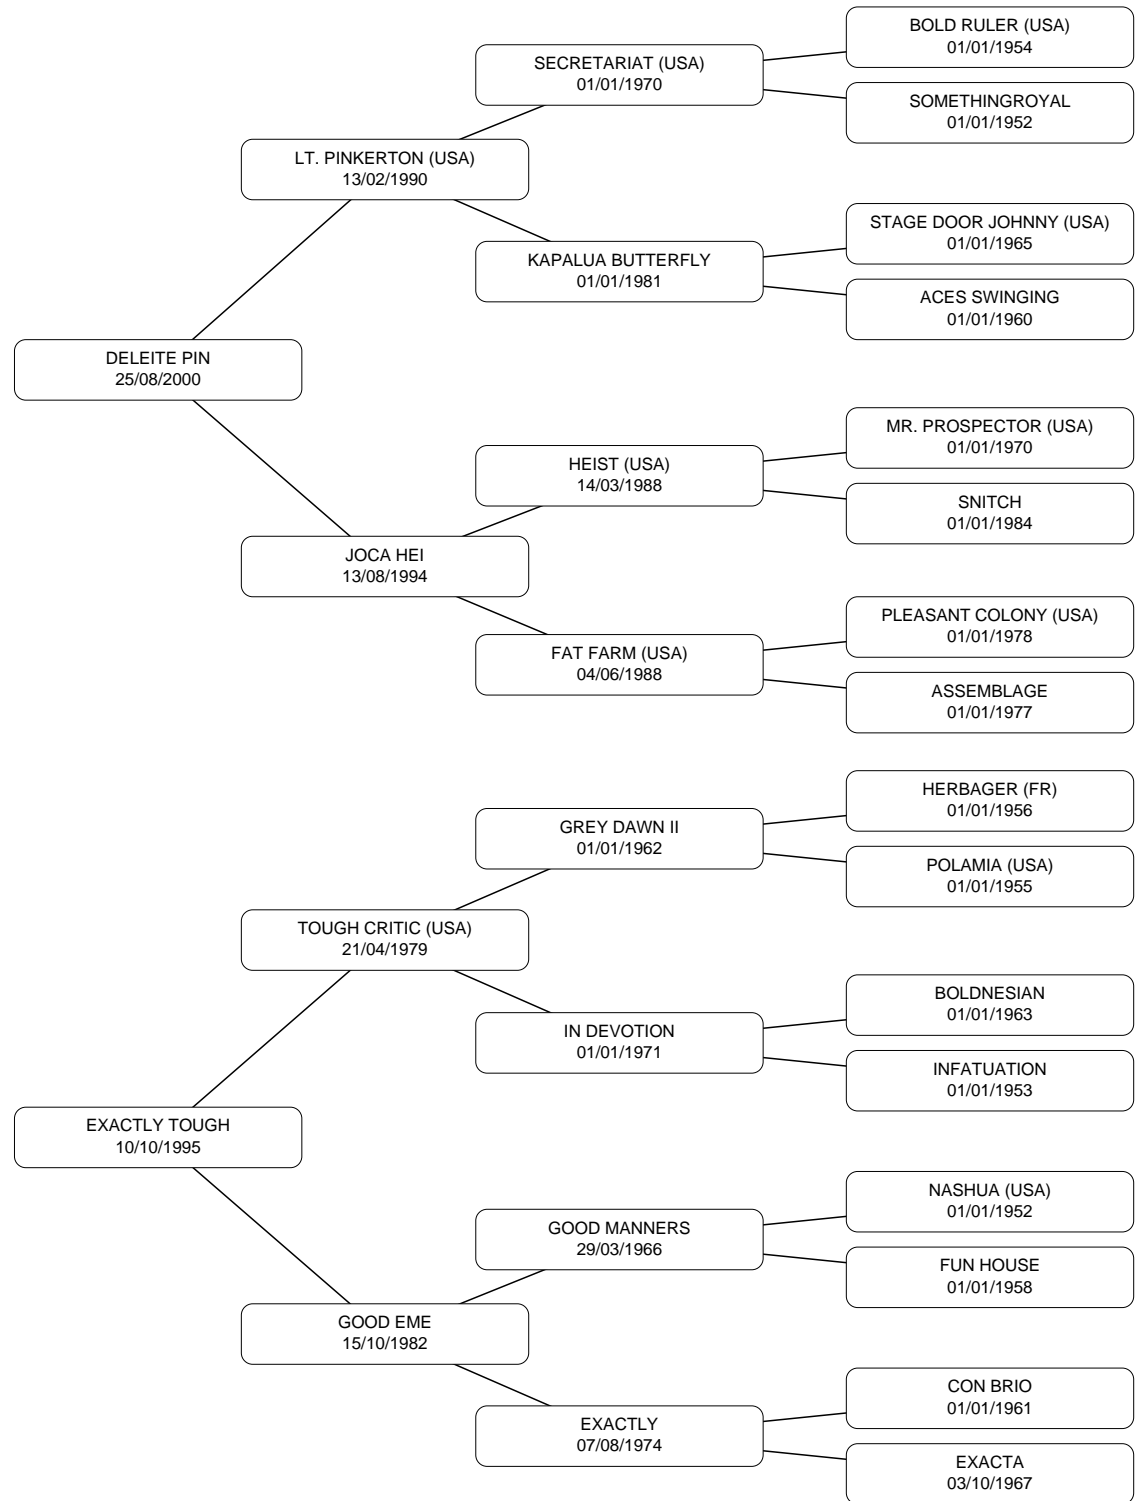 BOLD RULER (USA)
01/01/1954
SECRETARIAT (USA)
01/01/1970
SOMETHINGROYAL
01/01/1952
LT. PINKERTON (USA)
13/02/1990
STAGE DOOR JOHNNY (USA)
01/01/1965
KAPALUA BUTTERFLY
01/01/1981
ACES SWINGING
01/01/1960
DELEITE PIN
25/08/2000
MR. PROSPECTOR (USA)
01/01/1970
HEIST (USA)
14/03/1988
SNITCH
01/01/1984
JOCA HEI
13/08/1994
PLEASANT COLONY (USA)
01/01/1978
FAT FARM (USA)
04/06/1988
ASSEMBLAGE
01/01/1977
HERBAGER (FR)
01/01/1956
GREY DAWN II
01/01/1962
POLAMIA (USA)
01/01/1955
TOUGH CRITIC (USA)
21/04/1979
BOLDNESIAN
01/01/1963
IN DEVOTION
01/01/1971
INFATUATION
01/01/1953
EXACTLY TOUGH
10/10/1995
NASHUA (USA)
01/01/1952
GOOD MANNERS
29/03/1966
FUN HOUSE
01/01/1958
GOOD EME
15/10/1982
CON BRIO
01/01/1961
EXACTLY
07/08/1974
EXACTA
03/10/1967